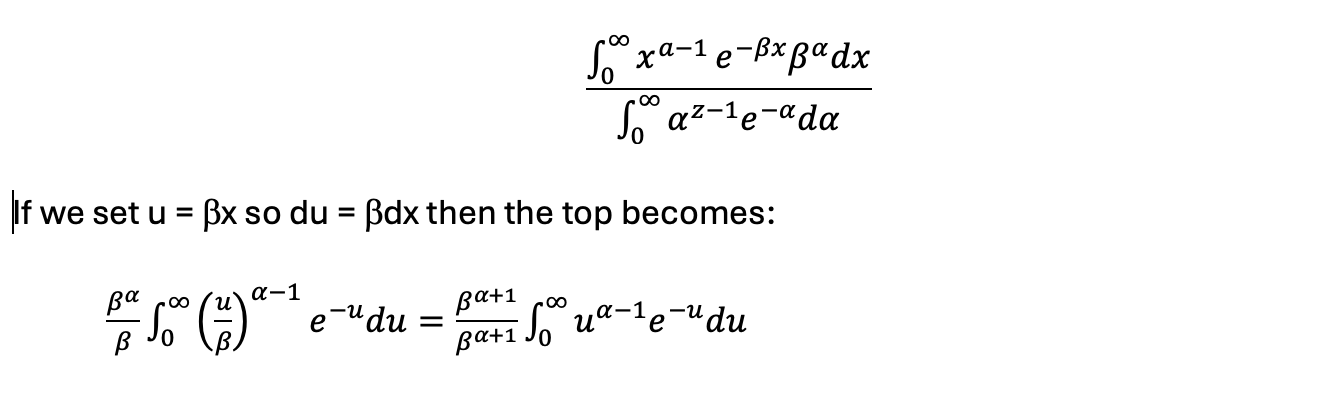 ∫₀^∞ x^{a−1} e^{−βx} β^α dx
∫₀^∞ α^{z−1} e^{−α} dα
If we set u = βx so du = βdx then the top becomes:
β^α/β ∫₀^∞ (u/β)^{α−1} e^{−u} du = β^{α+1}/β^{α+1} ∫₀^∞ u^{α−1} e^{−u} du